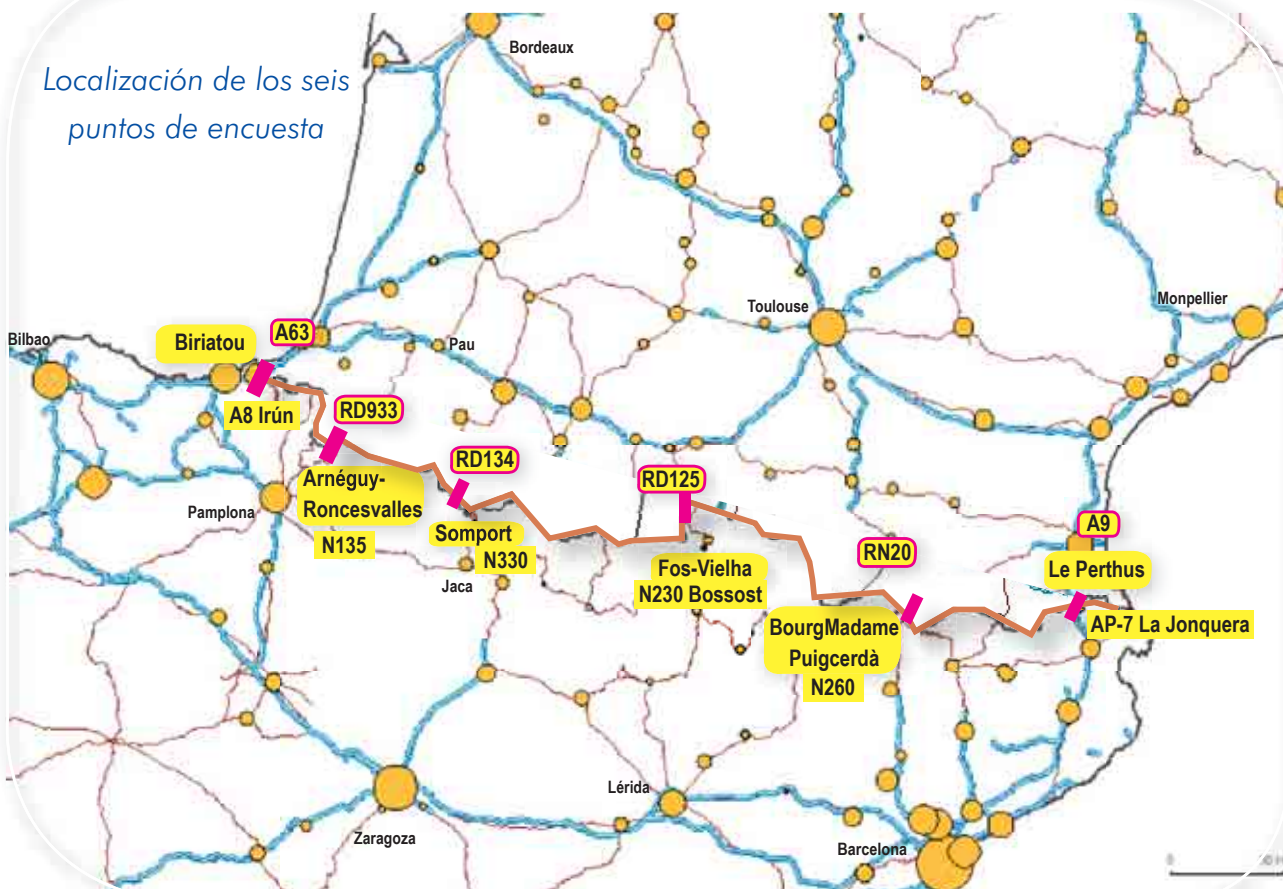 Localización de los seis
puntos de encuesta
Bordeaux
Toulouse
Monpellier
Bilbao
Biriatou
A63
Pau
A8 Irún
RD933
Arnéguy-
Roncesvalles
N135
Pamplona
RD134
Somport
N330
Jaca
RD125
Fos-Vielha
N230 Bossost
RN20
BourgMadame
Puigcerdà
N260
A9
Le Perthus
AP-7 La Jonquera
Zaragoza
Lérida
Barcelona
0